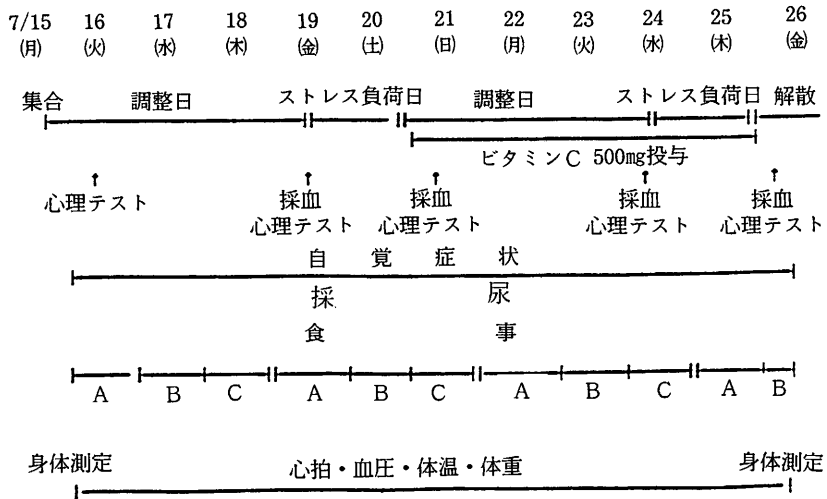 7/15 16 17 18 19 20 21 22 23 24 25 26
(月) (火) (水) (木) (金) (土) (日) (月) (火) (水) (木) (金)
集合 調整日 ストレス負荷日 調整日 ストレス負荷日 解散
ビタミンC 500mg投与
心理テスト 採血 採血 採血 採血
心理テスト 心理テスト 心理テスト 心理テスト
自覚症状
採尿
食事
A B C A B C A B C A B
身体測定 心拍・血圧・体温・体重 身体測定